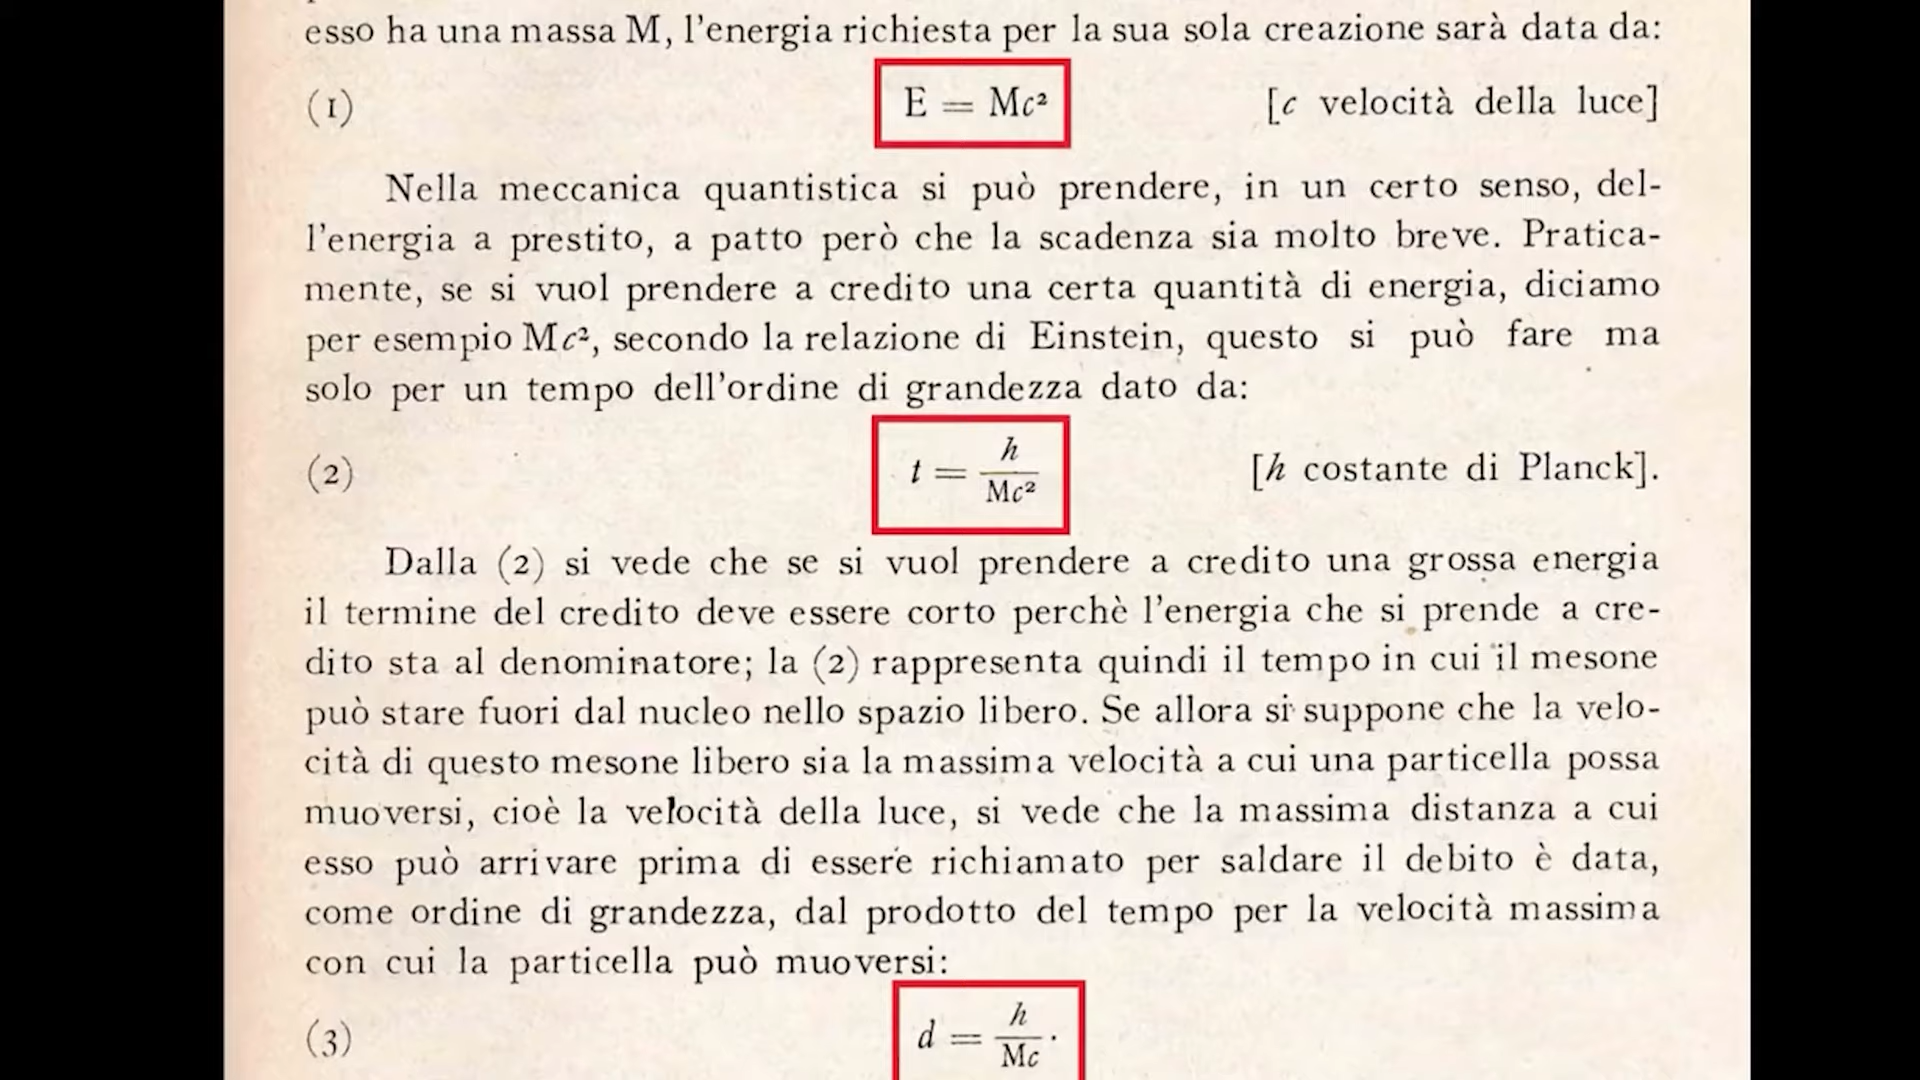 esso ha una massa M, l'energia richiesta per la sua sola creazione sarà data da:
(1) E = Mc² [c velocità della luce]
Nella meccanica quantistica si può prendere, in un certo senso, del-
l'energia a prestito, a patto però che la scadenza sia molto breve. Pratica-
mente, se si vuol prendere a credito una certa quantità di energia, diciamo
per esempio Mc², secondo la relazione di Einstein, questo si può fare ma
solo per un tempo dell'ordine di grandezza dato da:
(2) t = h / Mc² [h costante di Planck].
Dalla (2) si vede che se si vuol prendere a credito una grossa energia
il termine del credito deve essere corto perchè l'energia che si prende a cre-
dito sta al denominatore; la (2) rappresenta quindi il tempo in cui il mesone
può stare fuori dal nucleo nello spazio libero. Se allora si suppone che la velo-
cità di questo mesone libero sia la massima velocità a cui una particella possa
muoversi, cioè la velocità della luce, si vede che la massima distanza a cui
esso può arrivare prima di essere richiamato per saldare il debito è data,
come ordine di grandezza, dal prodotto del tempo per la velocità massima
con cui la particella può muoversi:
(3) d = h / Mc .